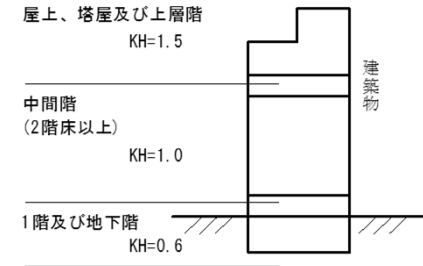 屋上、塔屋及び上層階
KH=1.5
建築物
中間階
(2階床以上)
KH=1.0
1階及び地下階
KH=0.6